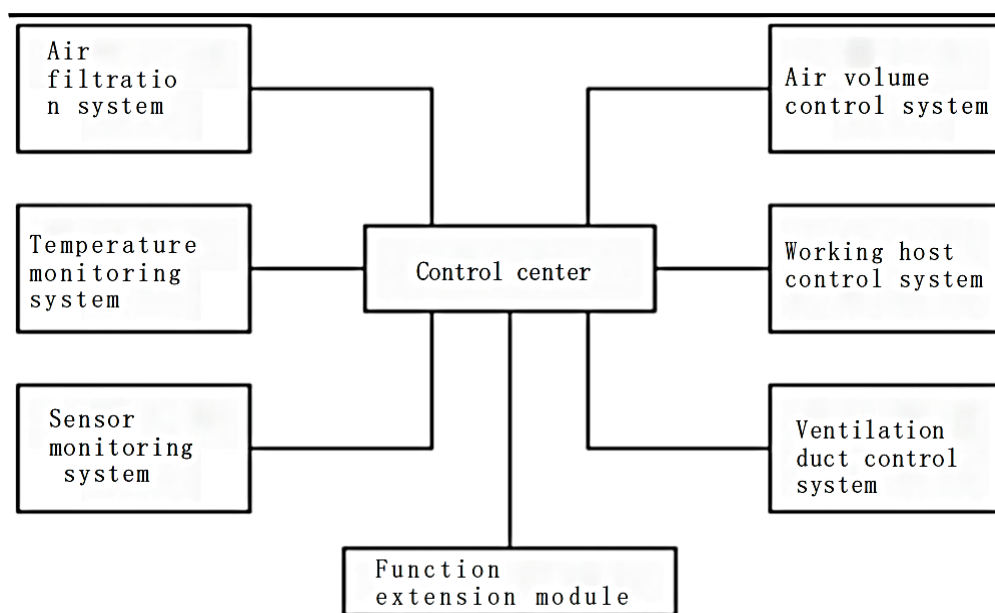 Air
filtratio
n system
Air volume
control system
Temperature
monitoring
system
Control center
Working host
control system
Sensor
monitoring
system
Ventilation
duct control
system
Function
extension module